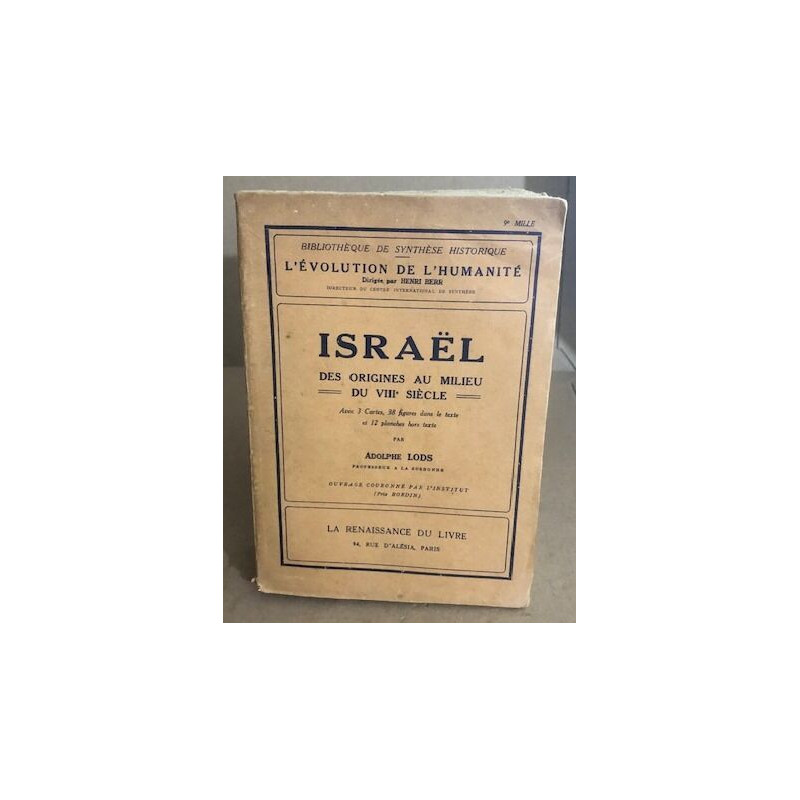 9e MILLE
BIBLIOTHÈQUE DE SYNTHÈSE HISTORIQUE
L'ÉVOLUTION DE L'HUMANITÉ
Dirigée par HENRI BERR
DIRECTEUR DU CENTRE INTERNATIONAL DE SYNTHÈSE
ISRAËL
DES ORIGINES AU MILIEU
DU VIIIe SIÈCLE
Avec 3 Cartes, 38 figures dans le texte
et 12 planches hors texte
PAR
ADOLPHE LODS
PROFESSEUR A LA SORBONNE
OUVRAGE COURONNÉ PAR L'INSTITUT
(Prix BORDIN)
LA RENAISSANCE DU LIVRE
94, RUE D'ALÉSIA, PARIS